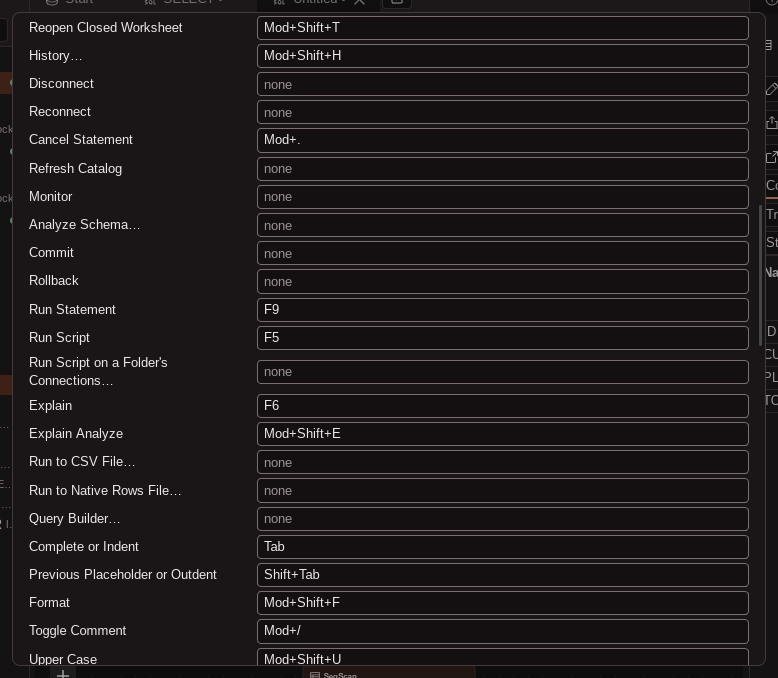 Start
SELECT
Untitled
Reopen Closed Worksheet Mod+Shift+T
History… Mod+Shift+H
Disconnect none
Reconnect none
Cancel Statement Mod+.
Refresh Catalog none
Monitor none
Analyze Schema… none
Commit none
Rollback none
Run Statement F9
Run Script F5
Run Script on a Folder's
Connections… none
Explain F6
Explain Analyze Mod+Shift+E
Run to CSV File… none
Run to Native Rows File… none
Query Builder… none
Complete or Indent Tab
Previous Placeholder or Outdent Shift+Tab
Format Mod+Shift+F
Toggle Comment Mod+/
Upper Case Mod+Shift+U
SeqScan